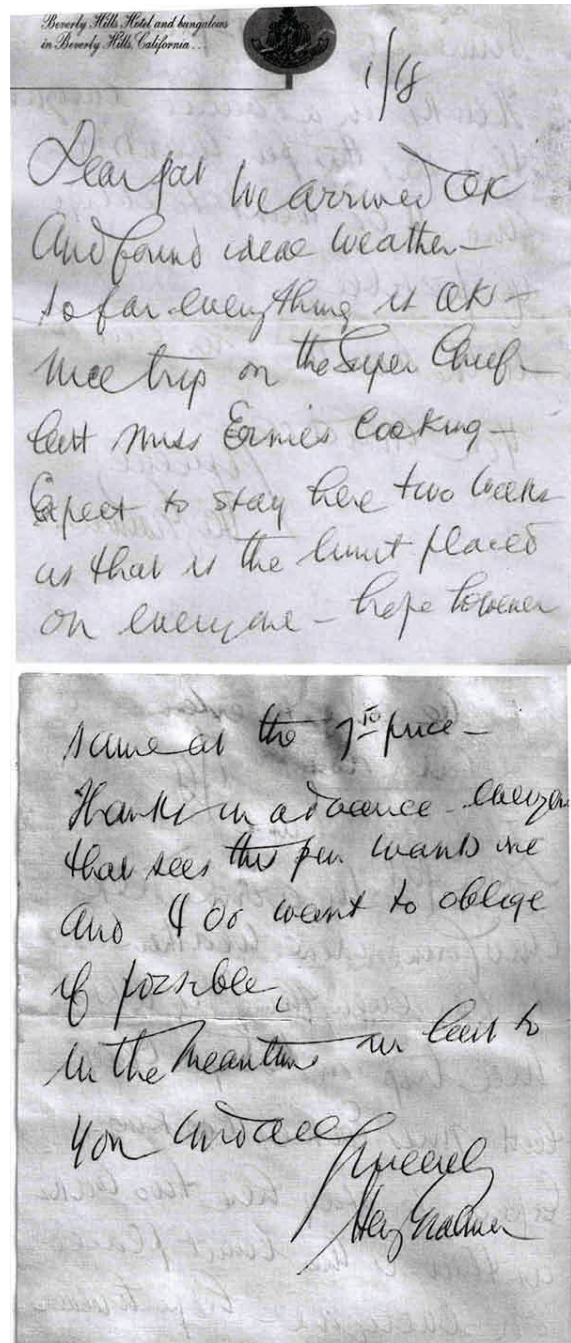 Beverly Hills Hotel and bungalows
in Beverly Hills, California...
1/18
Dear Pat We arrived OK
And found ideal weather—
so far everything is OK—
nice trip on the Super Chief—
but miss Ernies Cooking—
Expect to stay here two weeks
as that is the limit placed
on everyone — hope however
same as the price—
Thanks in advance—everyone
that sees this pen wants one
and I do want to oblige
if possible,
In the Meantime best to
you and all
Sincerely